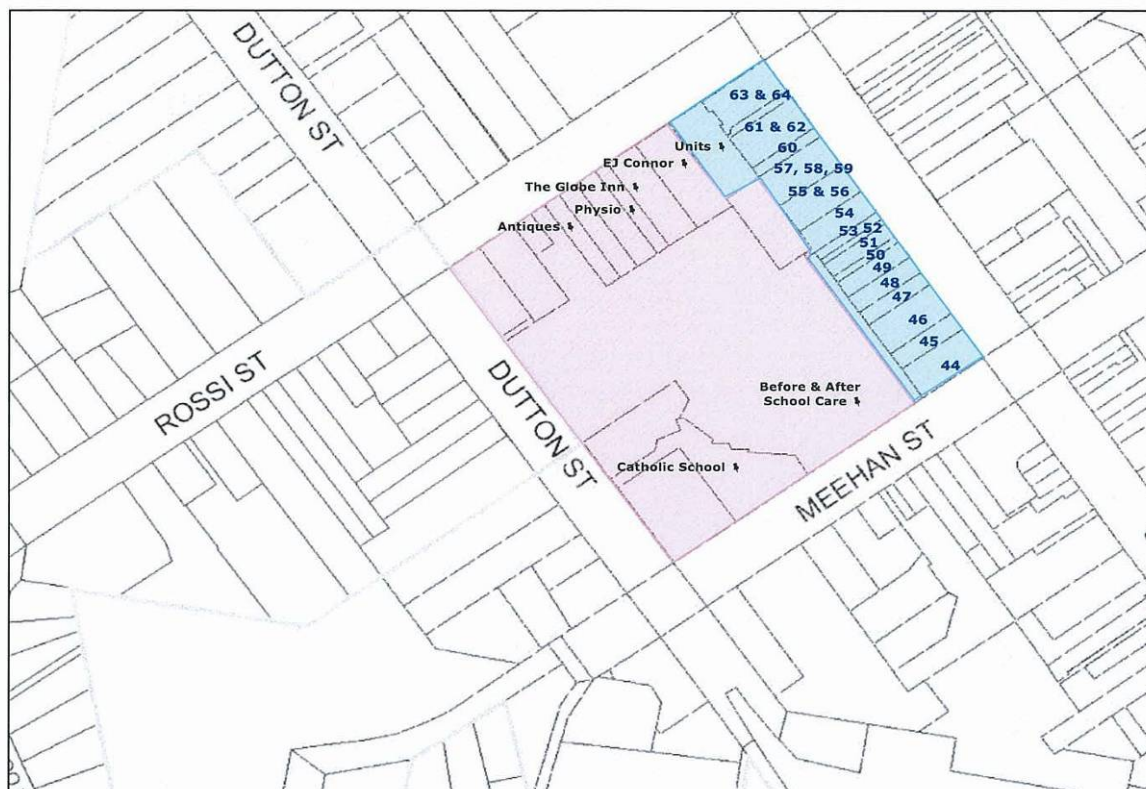 DUTTON ST
63 & 64
61 & 62
Units
60
EJ Connor
57, 58, 59
The Globe Inn
55 & 56
Physio
54
Antiques
53
52
51
50
49
48
47
46
45
44
ROSSI ST
DUTTON ST
Before & After
School Care
Catholic School
MEEHAN ST